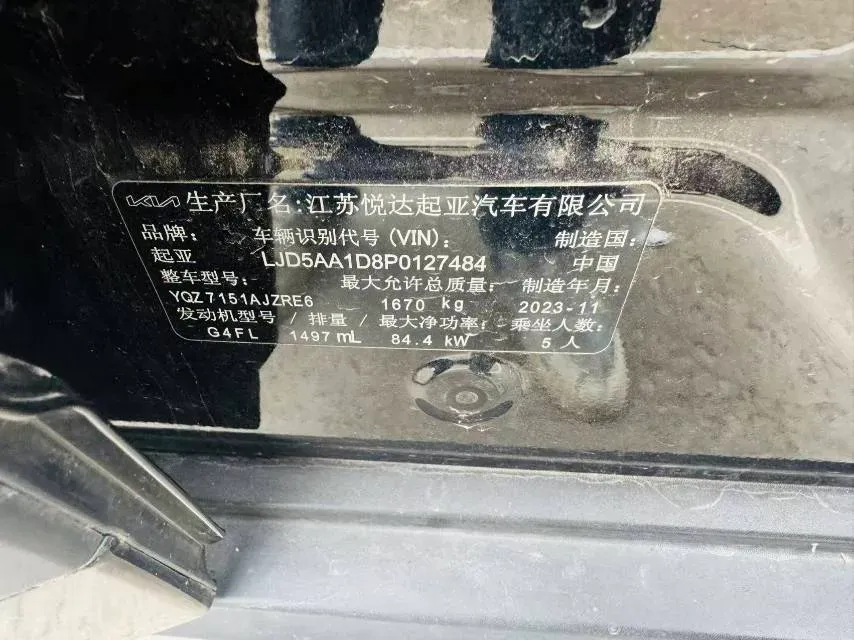 KIA 生产厂名:江苏悦达起亚汽车有限公司
品牌: 车辆识别代号(VIN): 制造国:
起亚 LJD5AA1D8P0127484 中国
整车型号: 最大允许总质量: 制造年月:
YQZ7151AJZRE6 1670 kg 2023-11
发动机型号/排量/最大净功率: 乘坐人数:
G4FL 1497mL 84.4 kW 5人